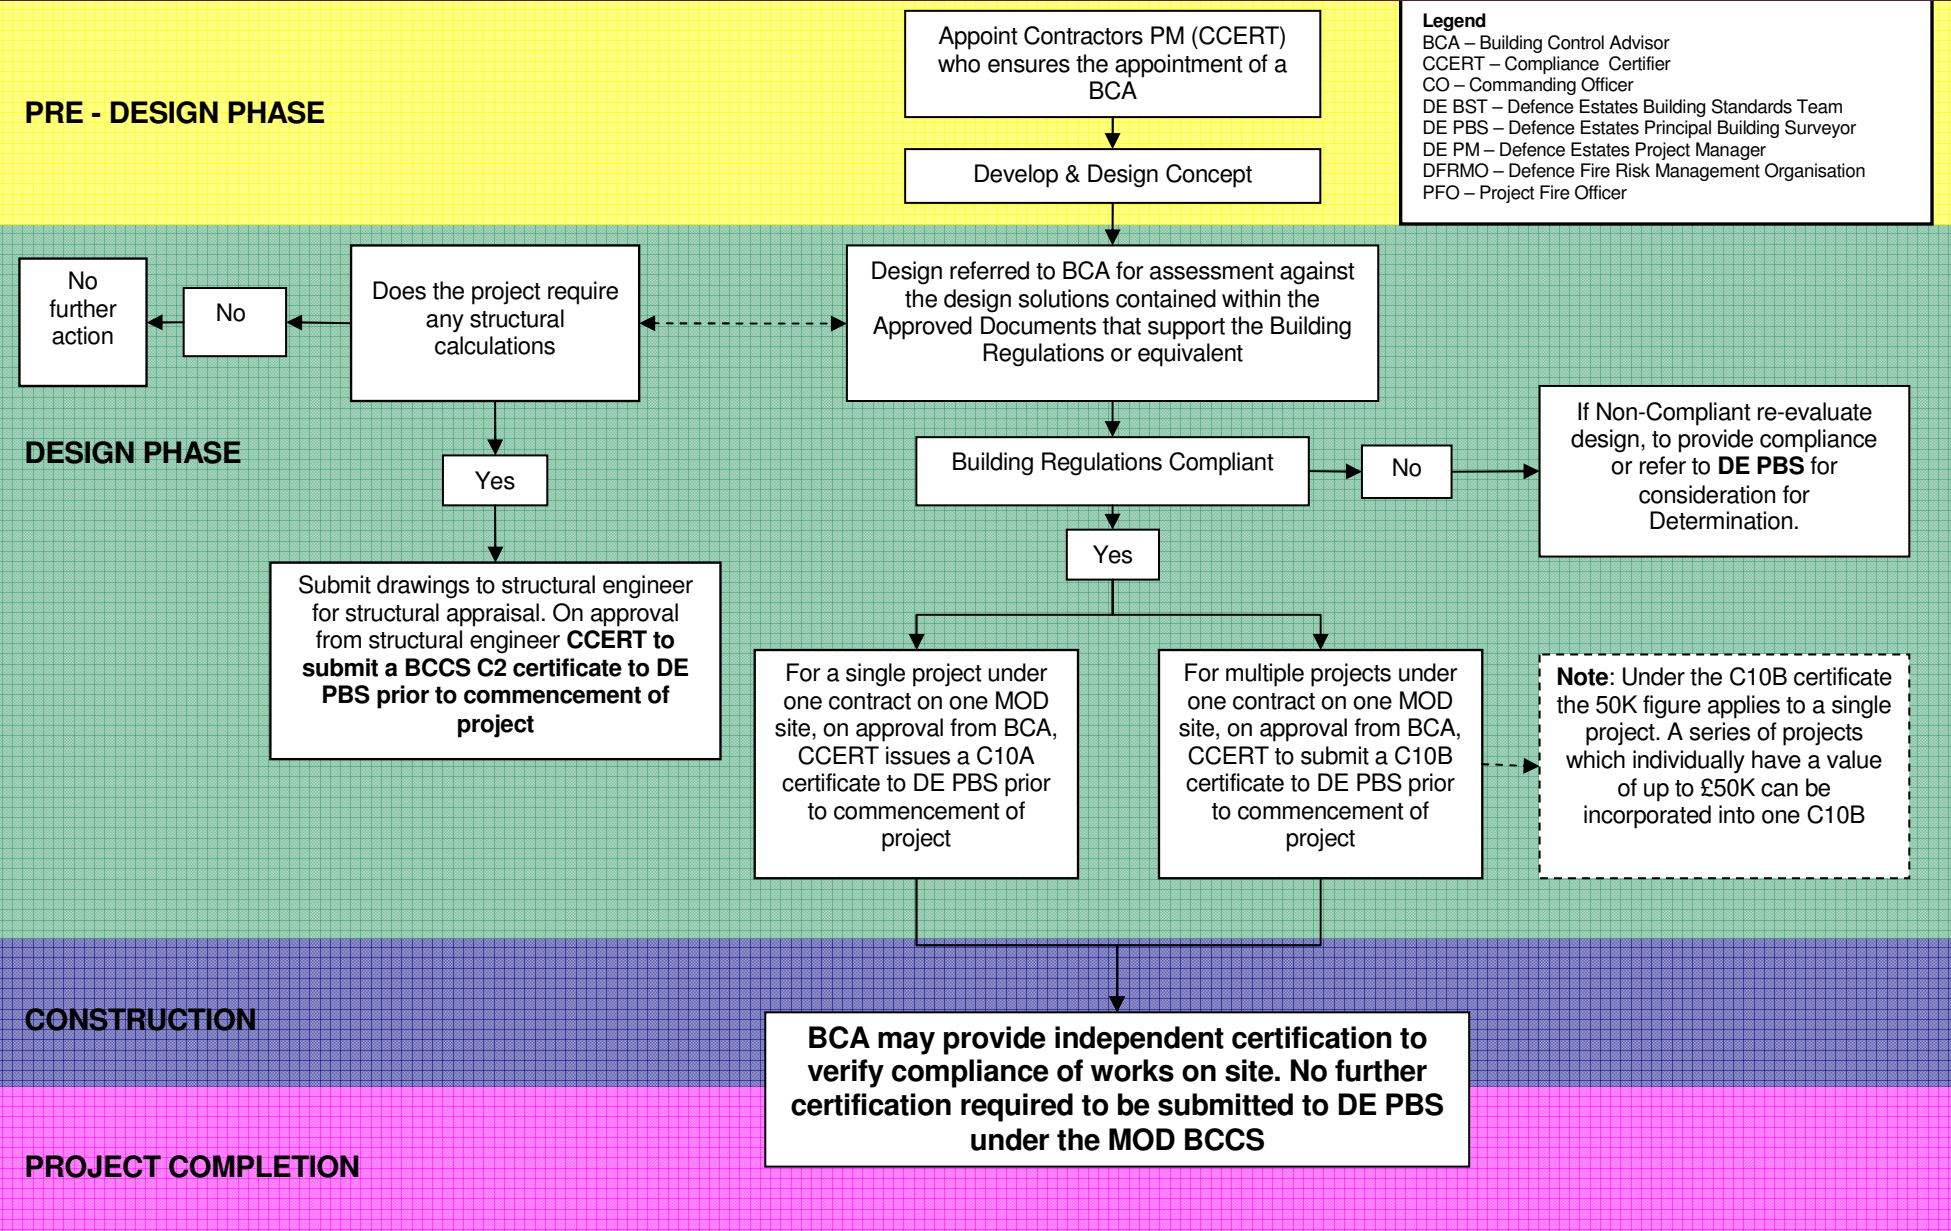 Appoint Contractors PM (CCERT)
who ensures the appointment of a
BCA
Legend
BCA – Building Control Advisor
CCERT – Compliance Certifier
CO – Commanding Officer
DE BST – Defence Estates Building Standards Team
DE PBS – Defence Estates Principal Building Surveyor
DE PM – Defence Estates Project Manager
DFRMO – Defence Fire Risk Management Organisation
PFO – Project Fire Officer
PRE - DESIGN PHASE
Develop & Design Concept
No
further
action
No
Does the project require
any structural
calculations
Design referred to BCA for assessment against
the design solutions contained within the
Approved Documents that support the Building
Regulations or equivalent
DESIGN PHASE
Yes
Building Regulations Compliant
No
If Non-Compliant re-evaluate
design, to provide compliance
or refer to DE PBS for
consideration for
Determination.
Yes
Submit drawings to structural engineer
for structural appraisal. On approval
from structural engineer CCERT to
submit a BCCS C2 certificate to DE
PBS prior to commencement of
project
For a single project under
one contract on one MOD
site, on approval from BCA,
CCERT issues a C10A
certificate to DE PBS prior
to commencement of
project
For multiple projects under
one contract on one MOD
site, on approval from BCA,
CCERT to submit a C10B
certificate to DE PBS prior
to commencement of
project
Note: Under the C10B certificate
the 50K figure applies to a single
project. A series of projects
which individually have a value
of up to £50K can be
incorporated into one C10B
CONSTRUCTION
BCA may provide independent certification to
verify compliance of works on site. No further
certification required to be submitted to DE PBS
under the MOD BCCS
PROJECT COMPLETION